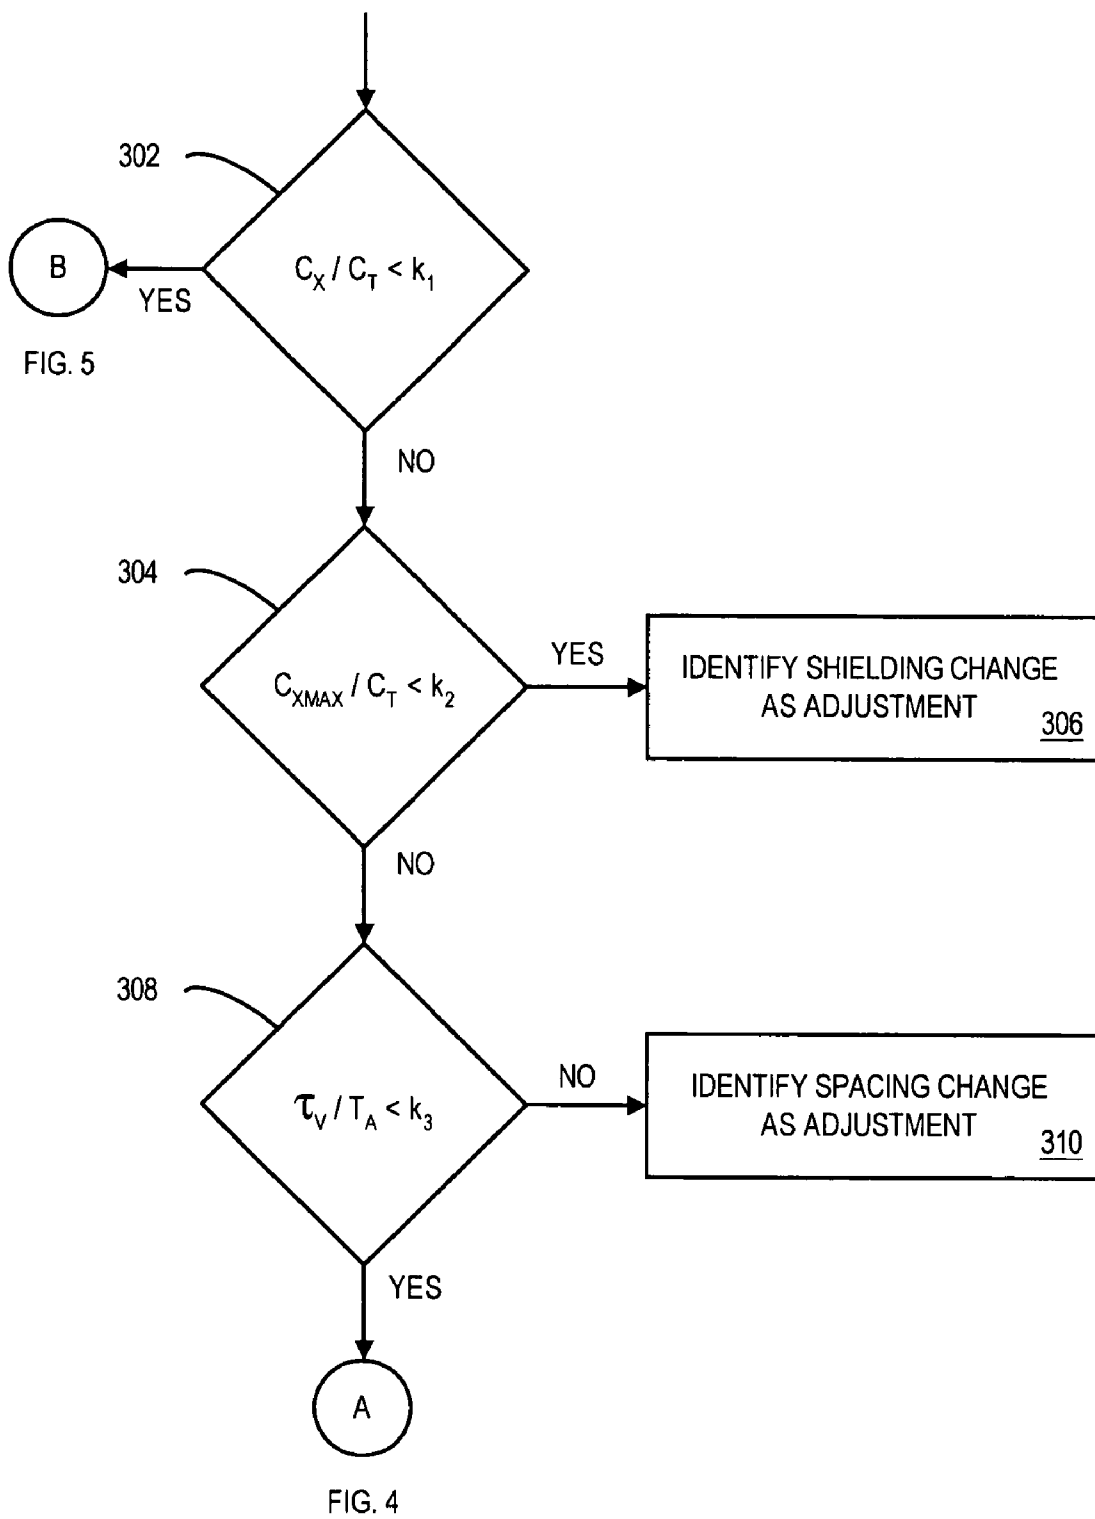 302
C_X / C_T < k_1
B
YES
FIG. 5
NO
304
C_XMAX / C_T < k_2
YES
IDENTIFY SHIELDING CHANGE
AS ADJUSTMENT
306
NO
308
τ_V / T_A < k_3
NO
IDENTIFY SPACING CHANGE
AS ADJUSTMENT
310
YES
A
FIG. 4